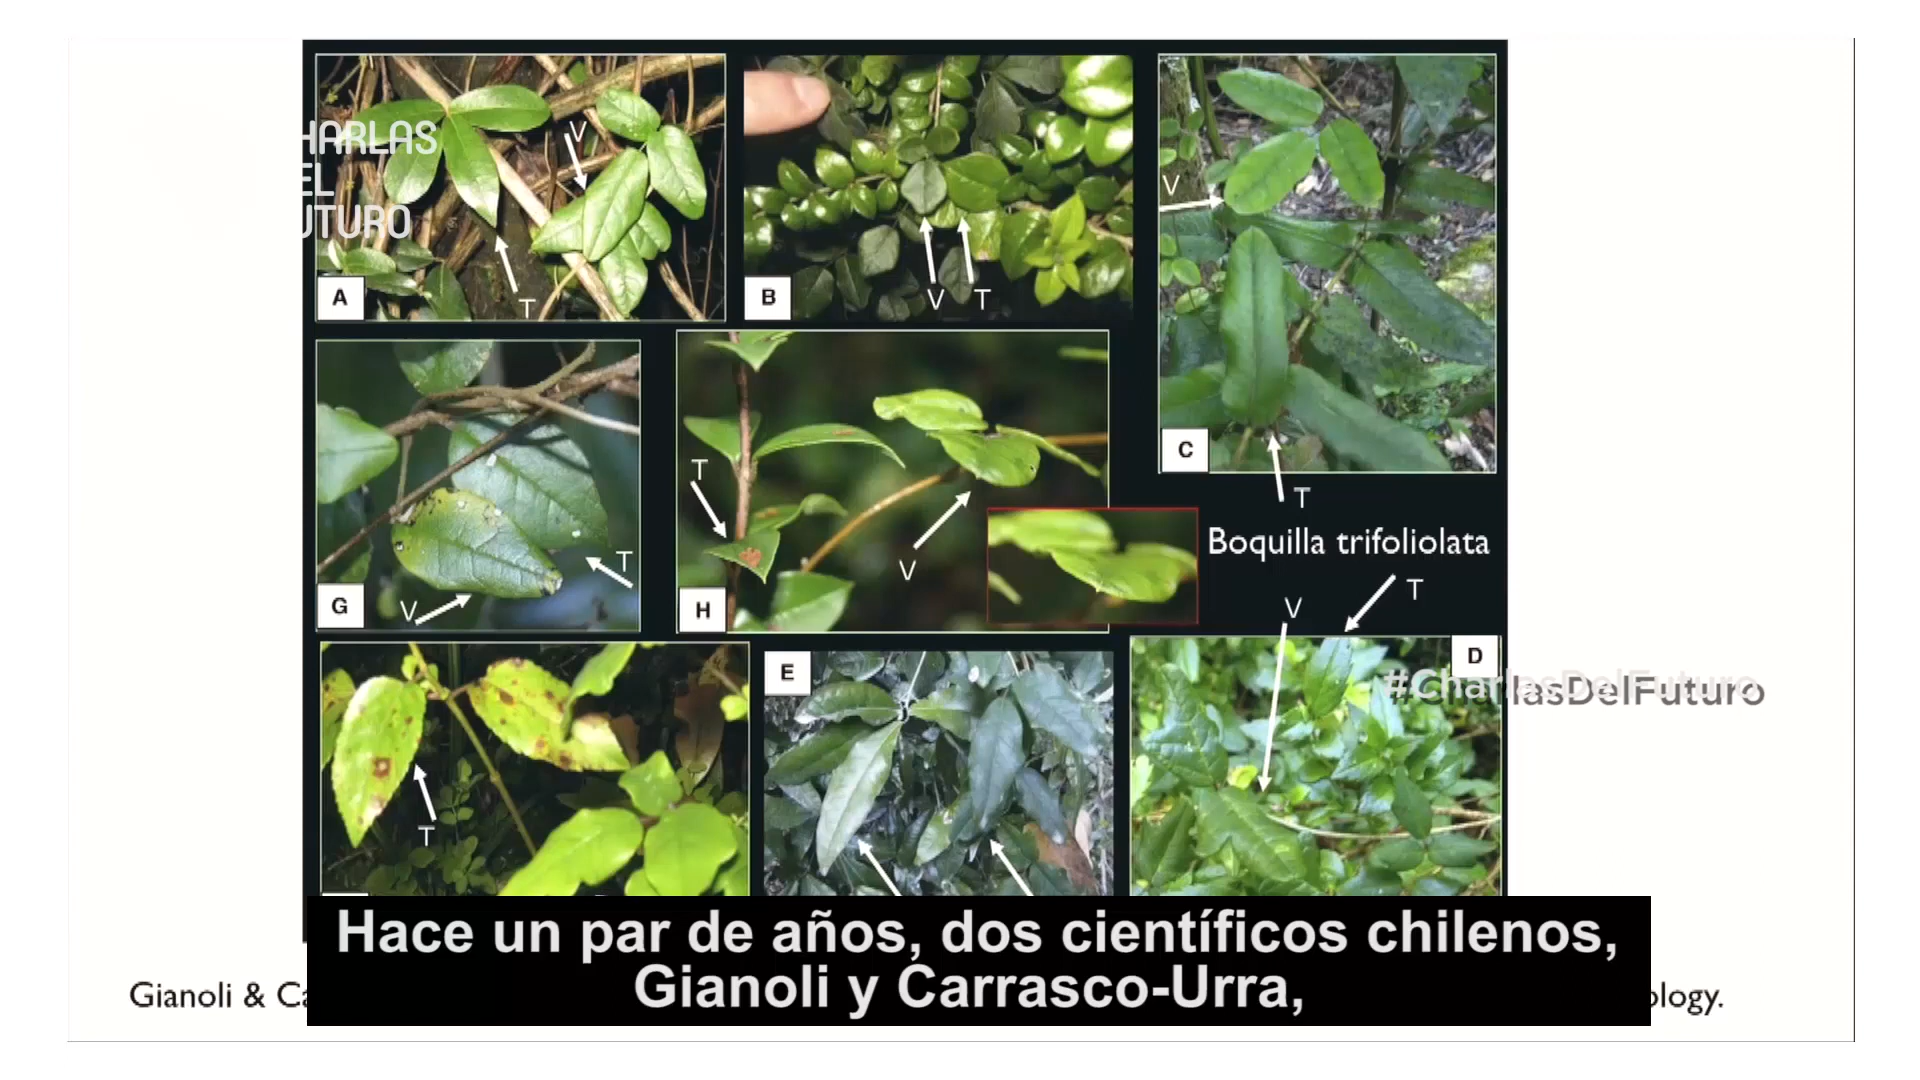 HARLAS
EL
UTURO
V
T
A
V
T
B
V
C
T
Boquilla trifoliolata
T
V
G
T
V
H
V
T
T
E
D
#CharlasDelFuturo
Hace un par de años, dos científicos chilenos,
Gianoli y Carrasco-Urra,
Gianoli & Ca
ology.